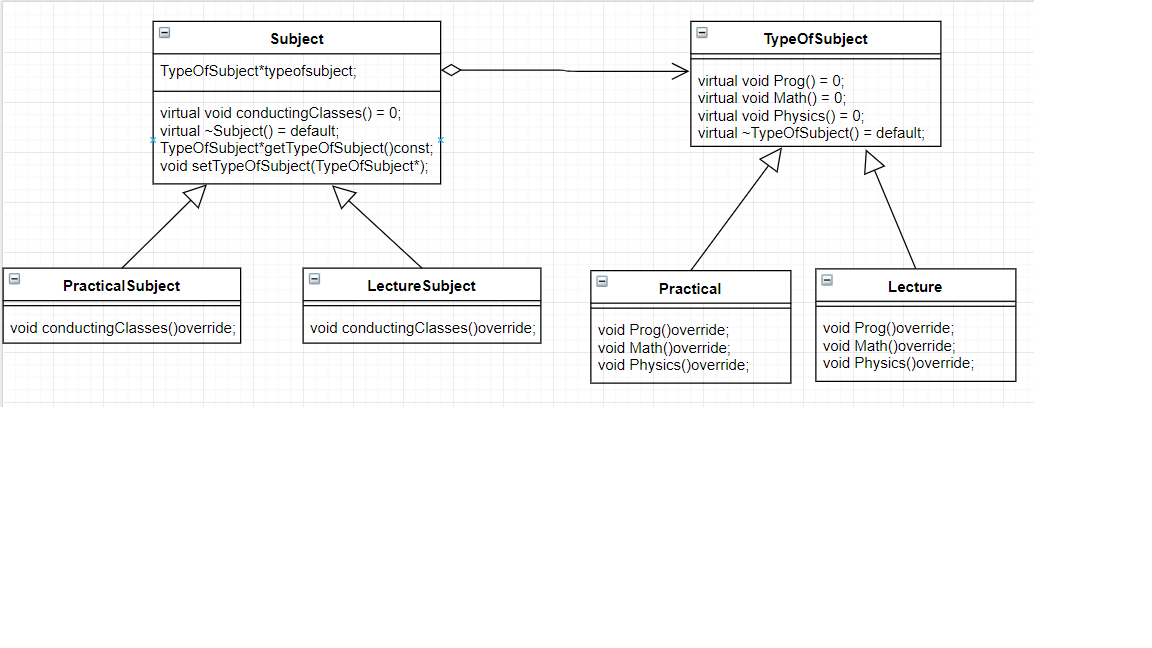 Subject
TypeOfSubject*typeofsubject;
virtual void conductingClasses() = 0;
virtual ~Subject() = default;
TypeOfSubject*getTypeOfSubject()const;
void setTypeOfSubject(TypeOfSubject*);
TypeOfSubject
virtual void Prog() = 0;
virtual void Math() = 0;
virtual void Physics() = 0;
virtual ~TypeOfSubject() = default;
PracticalSubject
void conductingClasses()override;
LectureSubject
void conductingClasses()override;
Practical
void Prog()override;
void Math()override;
void Physics()override;
Lecture
void Prog()override;
void Math()override;
void Physics()override;